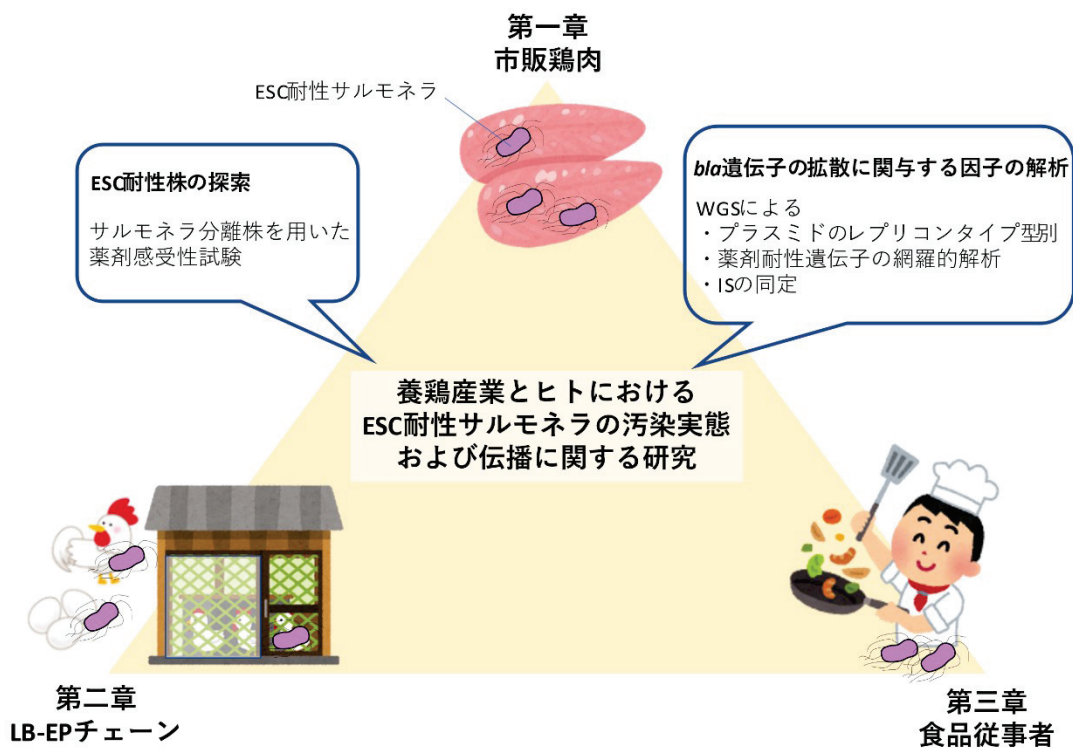 第一章
市販鶏肉
ESC耐性サルモネラ
ESC耐性株の探索
サルモネラ分離株を用いた
薬剤感受性試験
bla遺伝子の拡散に関与する因子の解析
WGSによる
・プラスミドのレプリコンタイプ型別
・薬剤耐性遺伝子の網羅的解析
・ISの同定
養鶏産業とヒトにおける
ESC耐性サルモネラの汚染実態
および伝播に関する研究
第二章
LB-EPチェーン
第三章
食品従事者